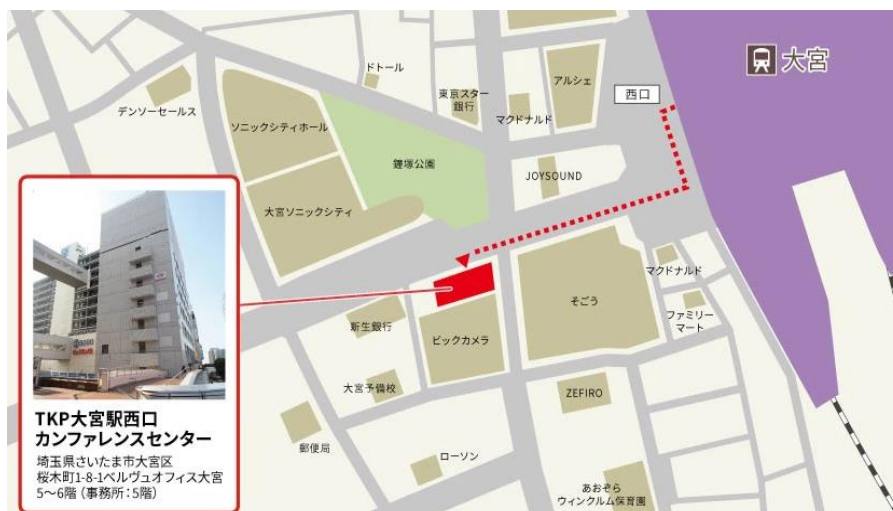 大宮
西口
ドトール
アルシェ
東京スター
銀行
マクドナルド
デンソーセールス
ソニックシティホール
鐘塚公園
JOYSOUND
大宮ソニックシティ
マクドナルド
そごう
ファミリー
マート
新生銀行
ビックカメラ
大宮予備校
ZEFIRO
郵便局
ローソン
あおぞら
ウィンクルム保育園
TKP大宮駅西口
カンファレンスセンター
埼玉県さいたま市大宮区
桜木町1-8-1ベルヴュオフィス大宮
5〜6階（事務所：5階）